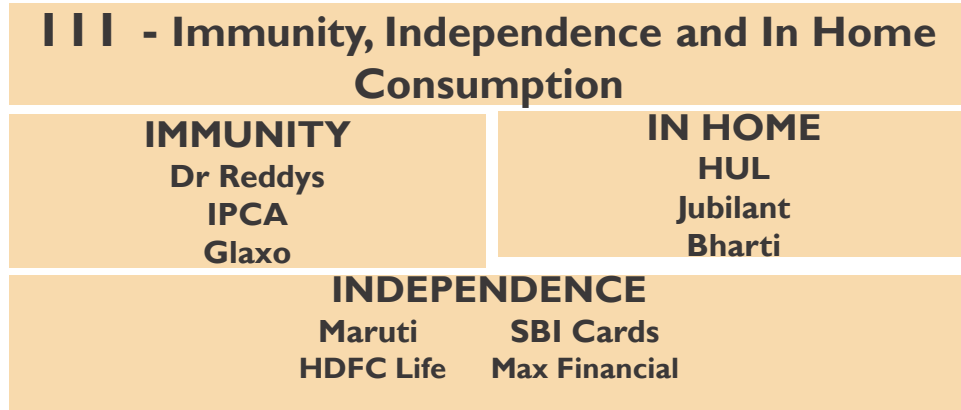 I I I - Immunity, Independence and In Home
Consumption
IMMUNITY
Dr Reddys
IPCA
Glaxo
IN HOME
HUL
Jubilant
Bharti
INDEPENDENCE
Maruti SBI Cards
HDFC Life Max Financial